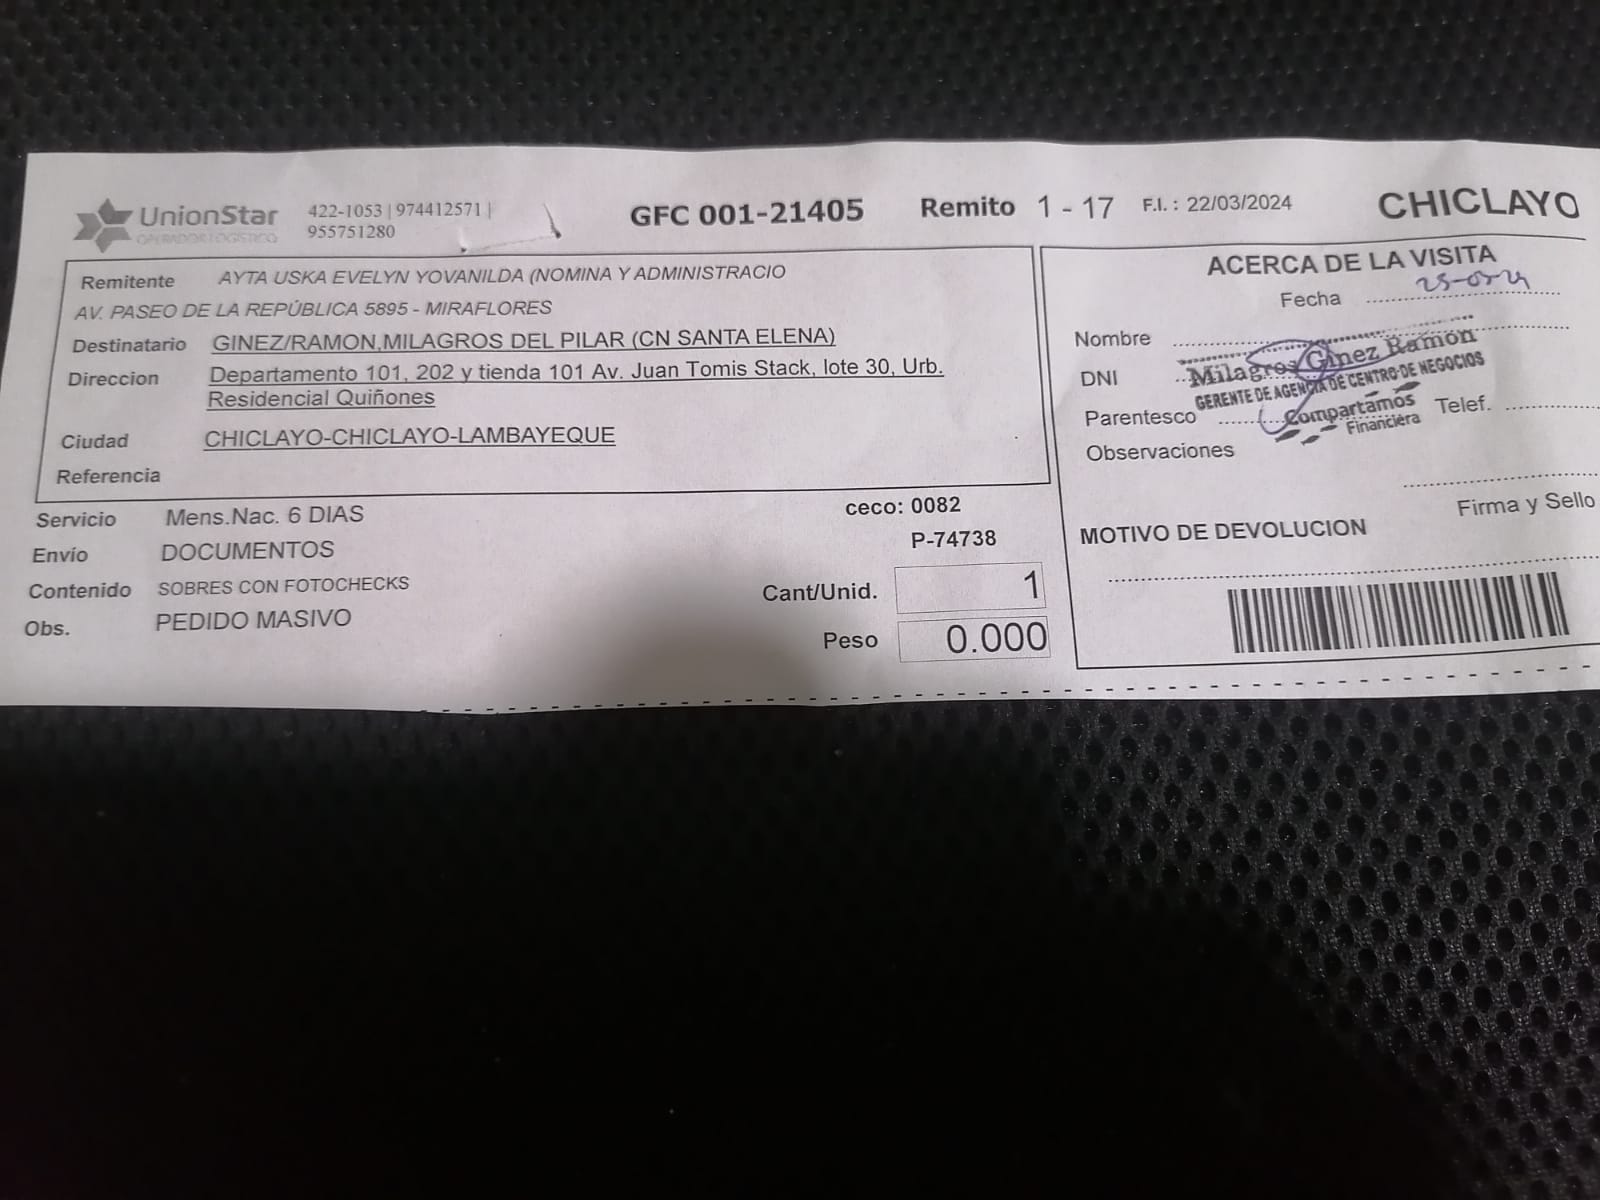 UnionStar
OPERADOR LOGISTICO
422-1053 | 974412571 |
955751280
GFC 001-21405
Remito 1 - 17
F.I. : 22/03/2024
CHICLAYO
Remitente AYTA USKA EVELYN YOVANILDA (NOMINA Y ADMINISTRACIO
AV. PASEO DE LA REPÚBLICA 5895 - MIRAFLORES
Destinatario GINEZ/RAMON,MILAGROS DEL PILAR (CN SANTA ELENA)
Direccion Departamento 101, 202 y tienda 101 Av. Juan Tomis Stack, lote 30, Urb.
Residencial Quiñones
Ciudad CHICLAYO-CHICLAYO-LAMBAYEQUE
Referencia
Servicio Mens.Nac. 6 DIAS
Envío DOCUMENTOS
Contenido SOBRES CON FOTOCHECKS
Obs. PEDIDO MASIVO
ceco: 0082
P-74738
Cant/Unid. 1
Peso 0.000
ACERCA DE LA VISITA
Fecha
Nombre
Milagros Ginez Ramón
DNI
GERENTE DE AGENCIA DE CENTRO DE NEGOCIOS
Parentesco
Compartamos
Financiera
Telef.
Observaciones
Firma y Sello
MOTIVO DE DEVOLUCION